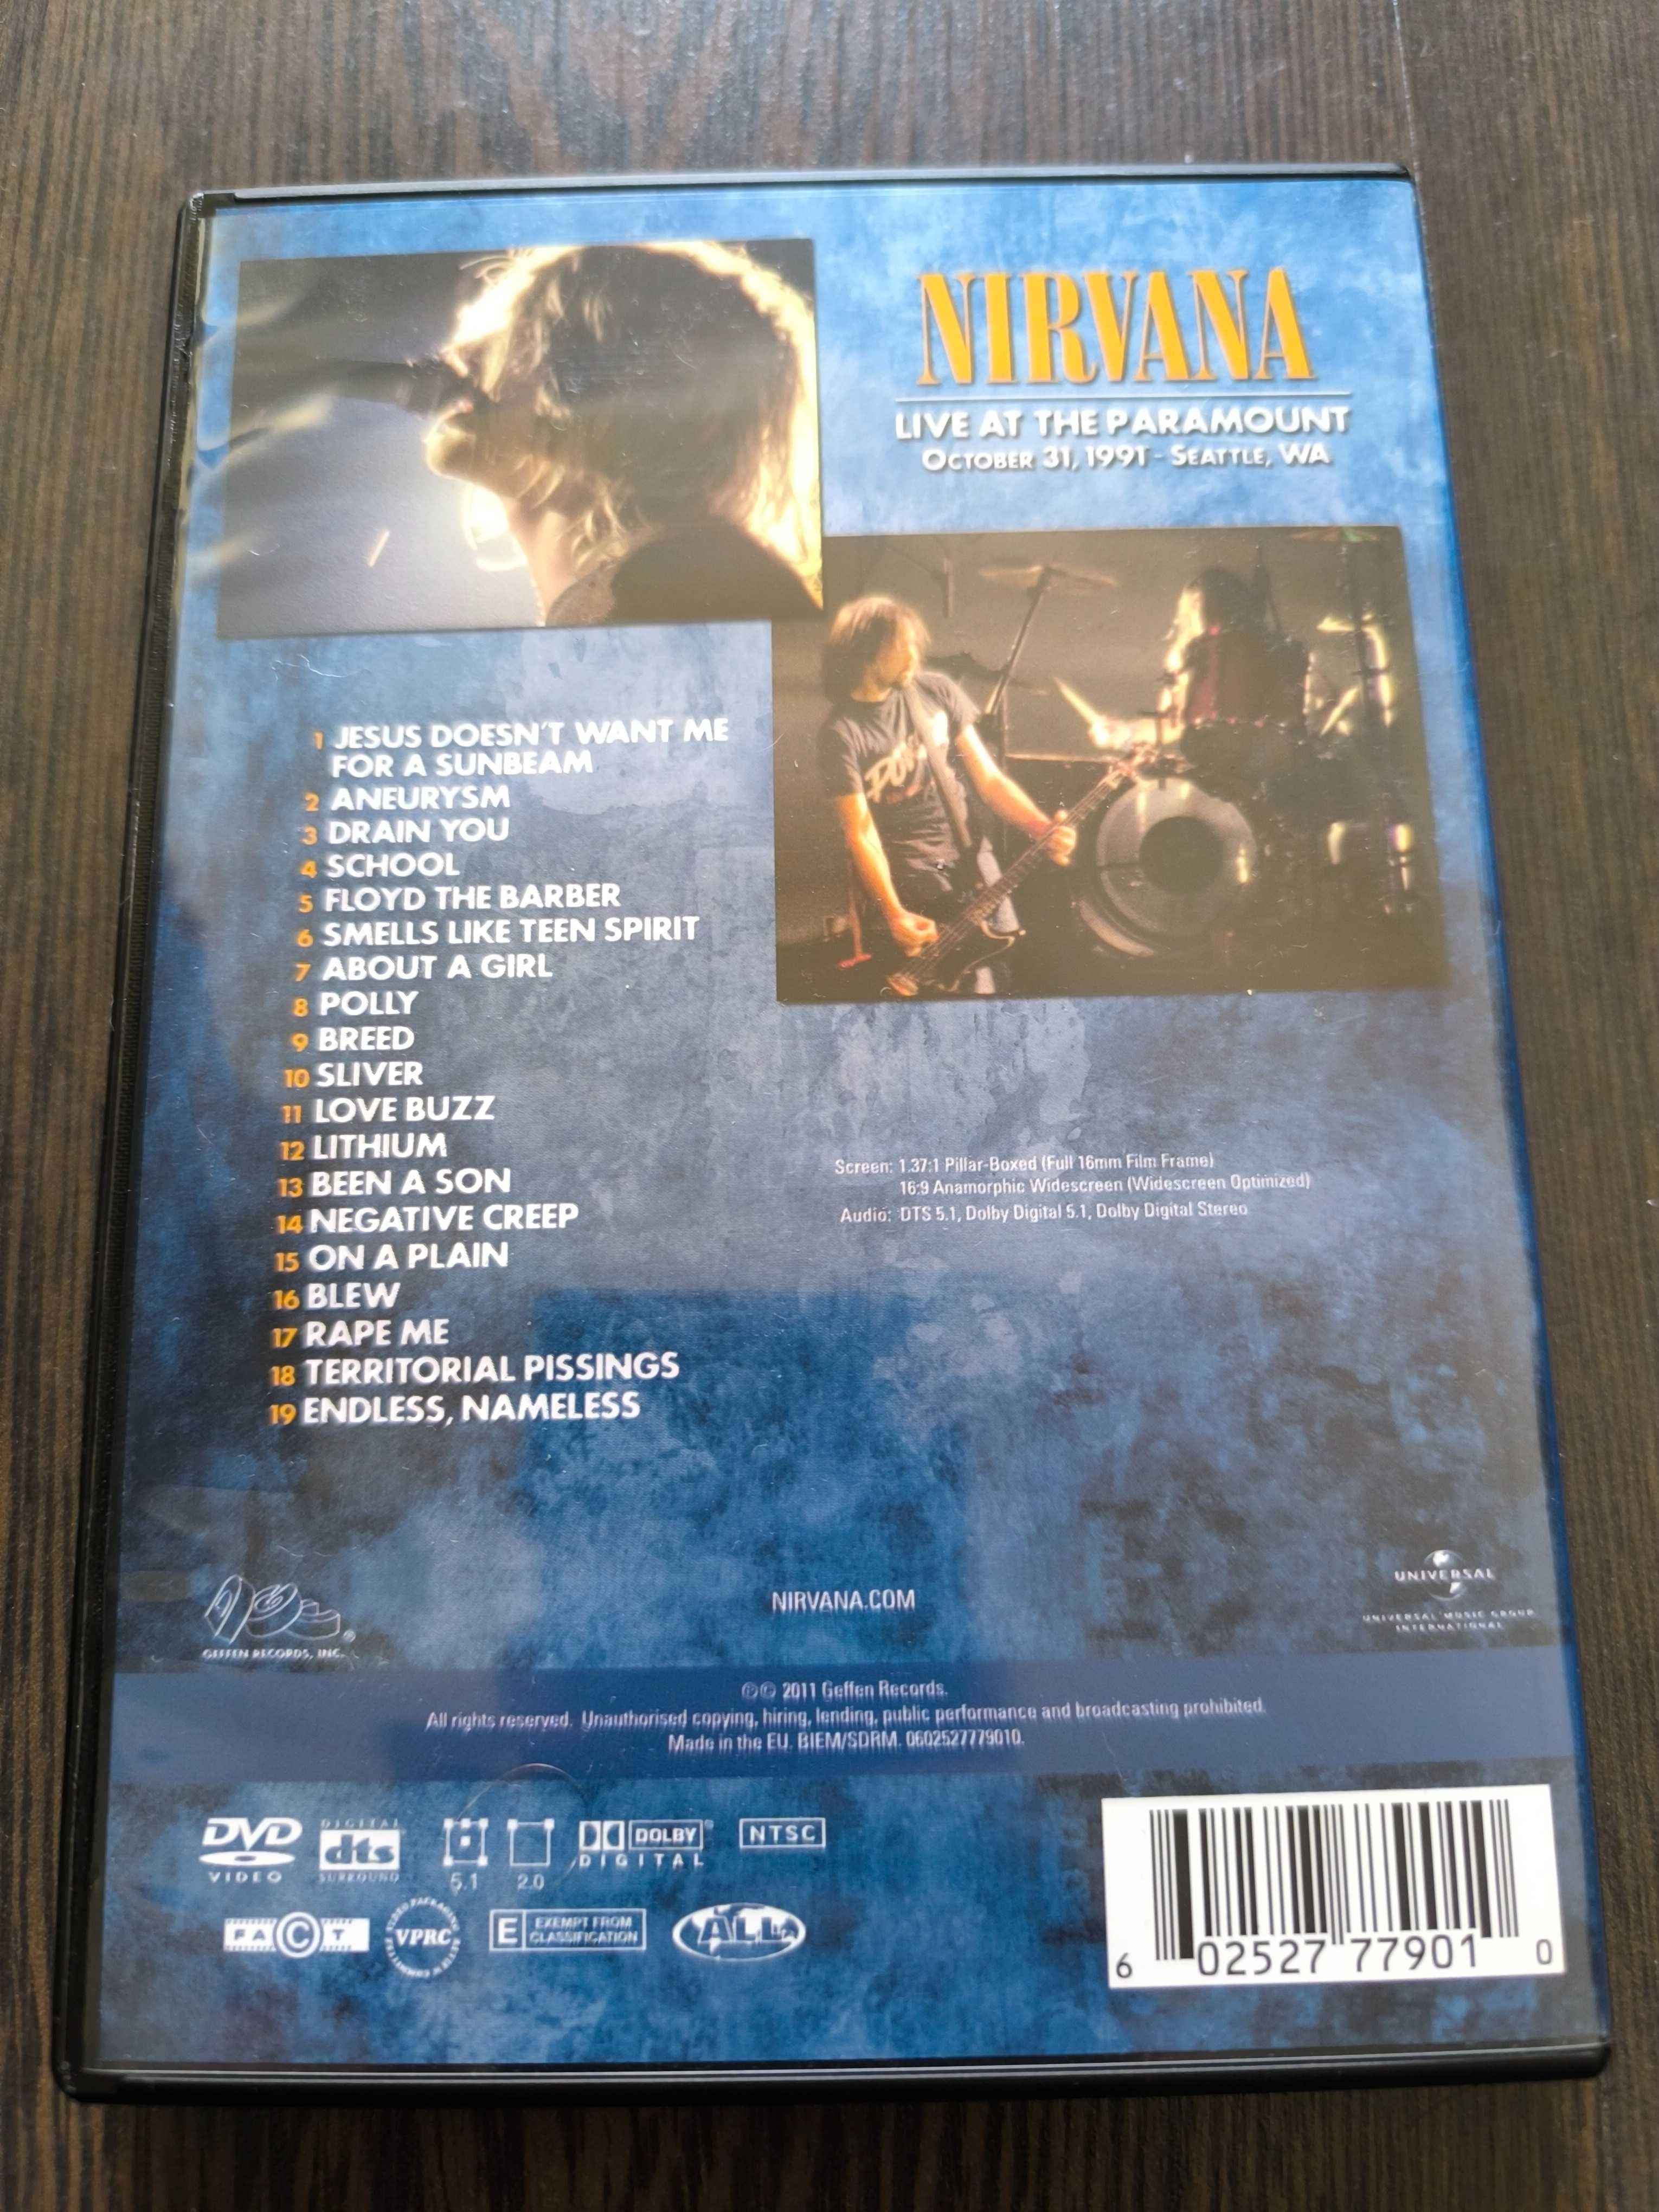 NIRVANA
LIVE AT THE PARAMOUNT
OCTOBER 31, 1991 - SEATTLE, WA
1 JESUS DOESN'T WANT ME
FOR A SUNBEAM
2 ANEURYSM
3 DRAIN YOU
4 SCHOOL
5 FLOYD THE BARBER
6 SMELLS LIKE TEEN SPIRIT
7 ABOUT A GIRL
8 POLLY
9 BREED
10 SLIVER
11 LOVE BUZZ
12 LITHIUM
13 BEEN A SON
14 NEGATIVE CREEP
15 ON A PLAIN
16 BLEW
17 RAPE ME
18 TERRITORIAL PISSINGS
19 ENDLESS, NAMELESS
Screen: 1.37:1 Pillar-Boxed (Full 16mm Film Frame)
16:9 Anamorphic Widescreen (Widescreen Optimized)
Audio: DTS 5.1, Dolby Digital 5.1, Dolby Digital Stereo
GEFFEN RECORDS, INC.
NIRVANA.COM
UNIVERSAL
UNIVERSAL MUSIC GROUP
INTERNATIONAL
℗© 2011 Geffen Records.
All rights reserved. Unauthorised copying, hiring, lending, public performance and broadcasting prohibited.
Made in the EU. BIEM/SDRM. 0602527779010.
DVD
VIDEO
DIGITAL
dts
SURROUND
5.1
2.0
DOLBY
DIGITAL
NTSC
FACT
VPRC
E EXEMPT FROM
CLASSIFICATION
ALL
6 02527 77901 0